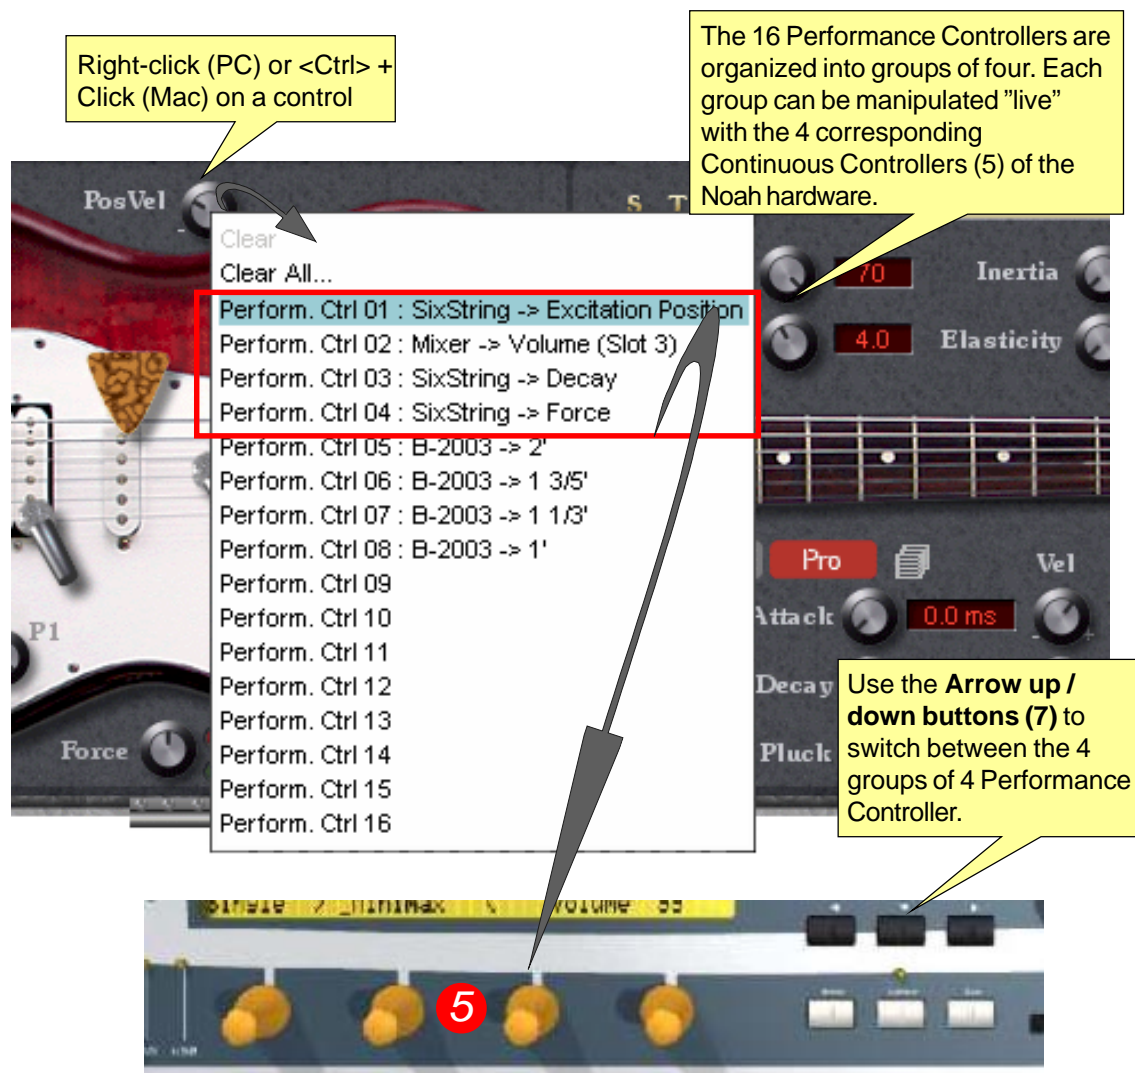 Right-click (PC) or <Ctrl> +
Click (Mac) on a control
The 16 Performance Controllers are
organized into groups of four. Each
group can be manipulated ”live”
with the 4 corresponding
Continuous Controllers (5) of the
Noah hardware.
PosVel
S T
Clear
Clear All...
Perform. Ctrl 01 : SixString -> Excitation Position
Perform. Ctrl 02 : Mixer -> Volume (Slot 3)
Perform. Ctrl 03 : SixString -> Decay
Perform. Ctrl 04 : SixString -> Force
Perform. Ctrl 05 : B-2003 -> 2'
Perform. Ctrl 06 : B-2003 -> 1 3/5'
Perform. Ctrl 07 : B-2003 -> 1 1/3'
Perform. Ctrl 08 : B-2003 -> 1'
Perform. Ctrl 09
Perform. Ctrl 10
Perform. Ctrl 11
Perform. Ctrl 12
Perform. Ctrl 13
Perform. Ctrl 14
Perform. Ctrl 15
Perform. Ctrl 16
70
Inertia
4.0
Elasticity
Pro
Vel
Attack
0.0 ms
Decay
Pluck
P1
Force
Use the Arrow up /
down buttons (7) to
switch between the 4
groups of 4 Performance
Controller.
Single
Volume 99
5